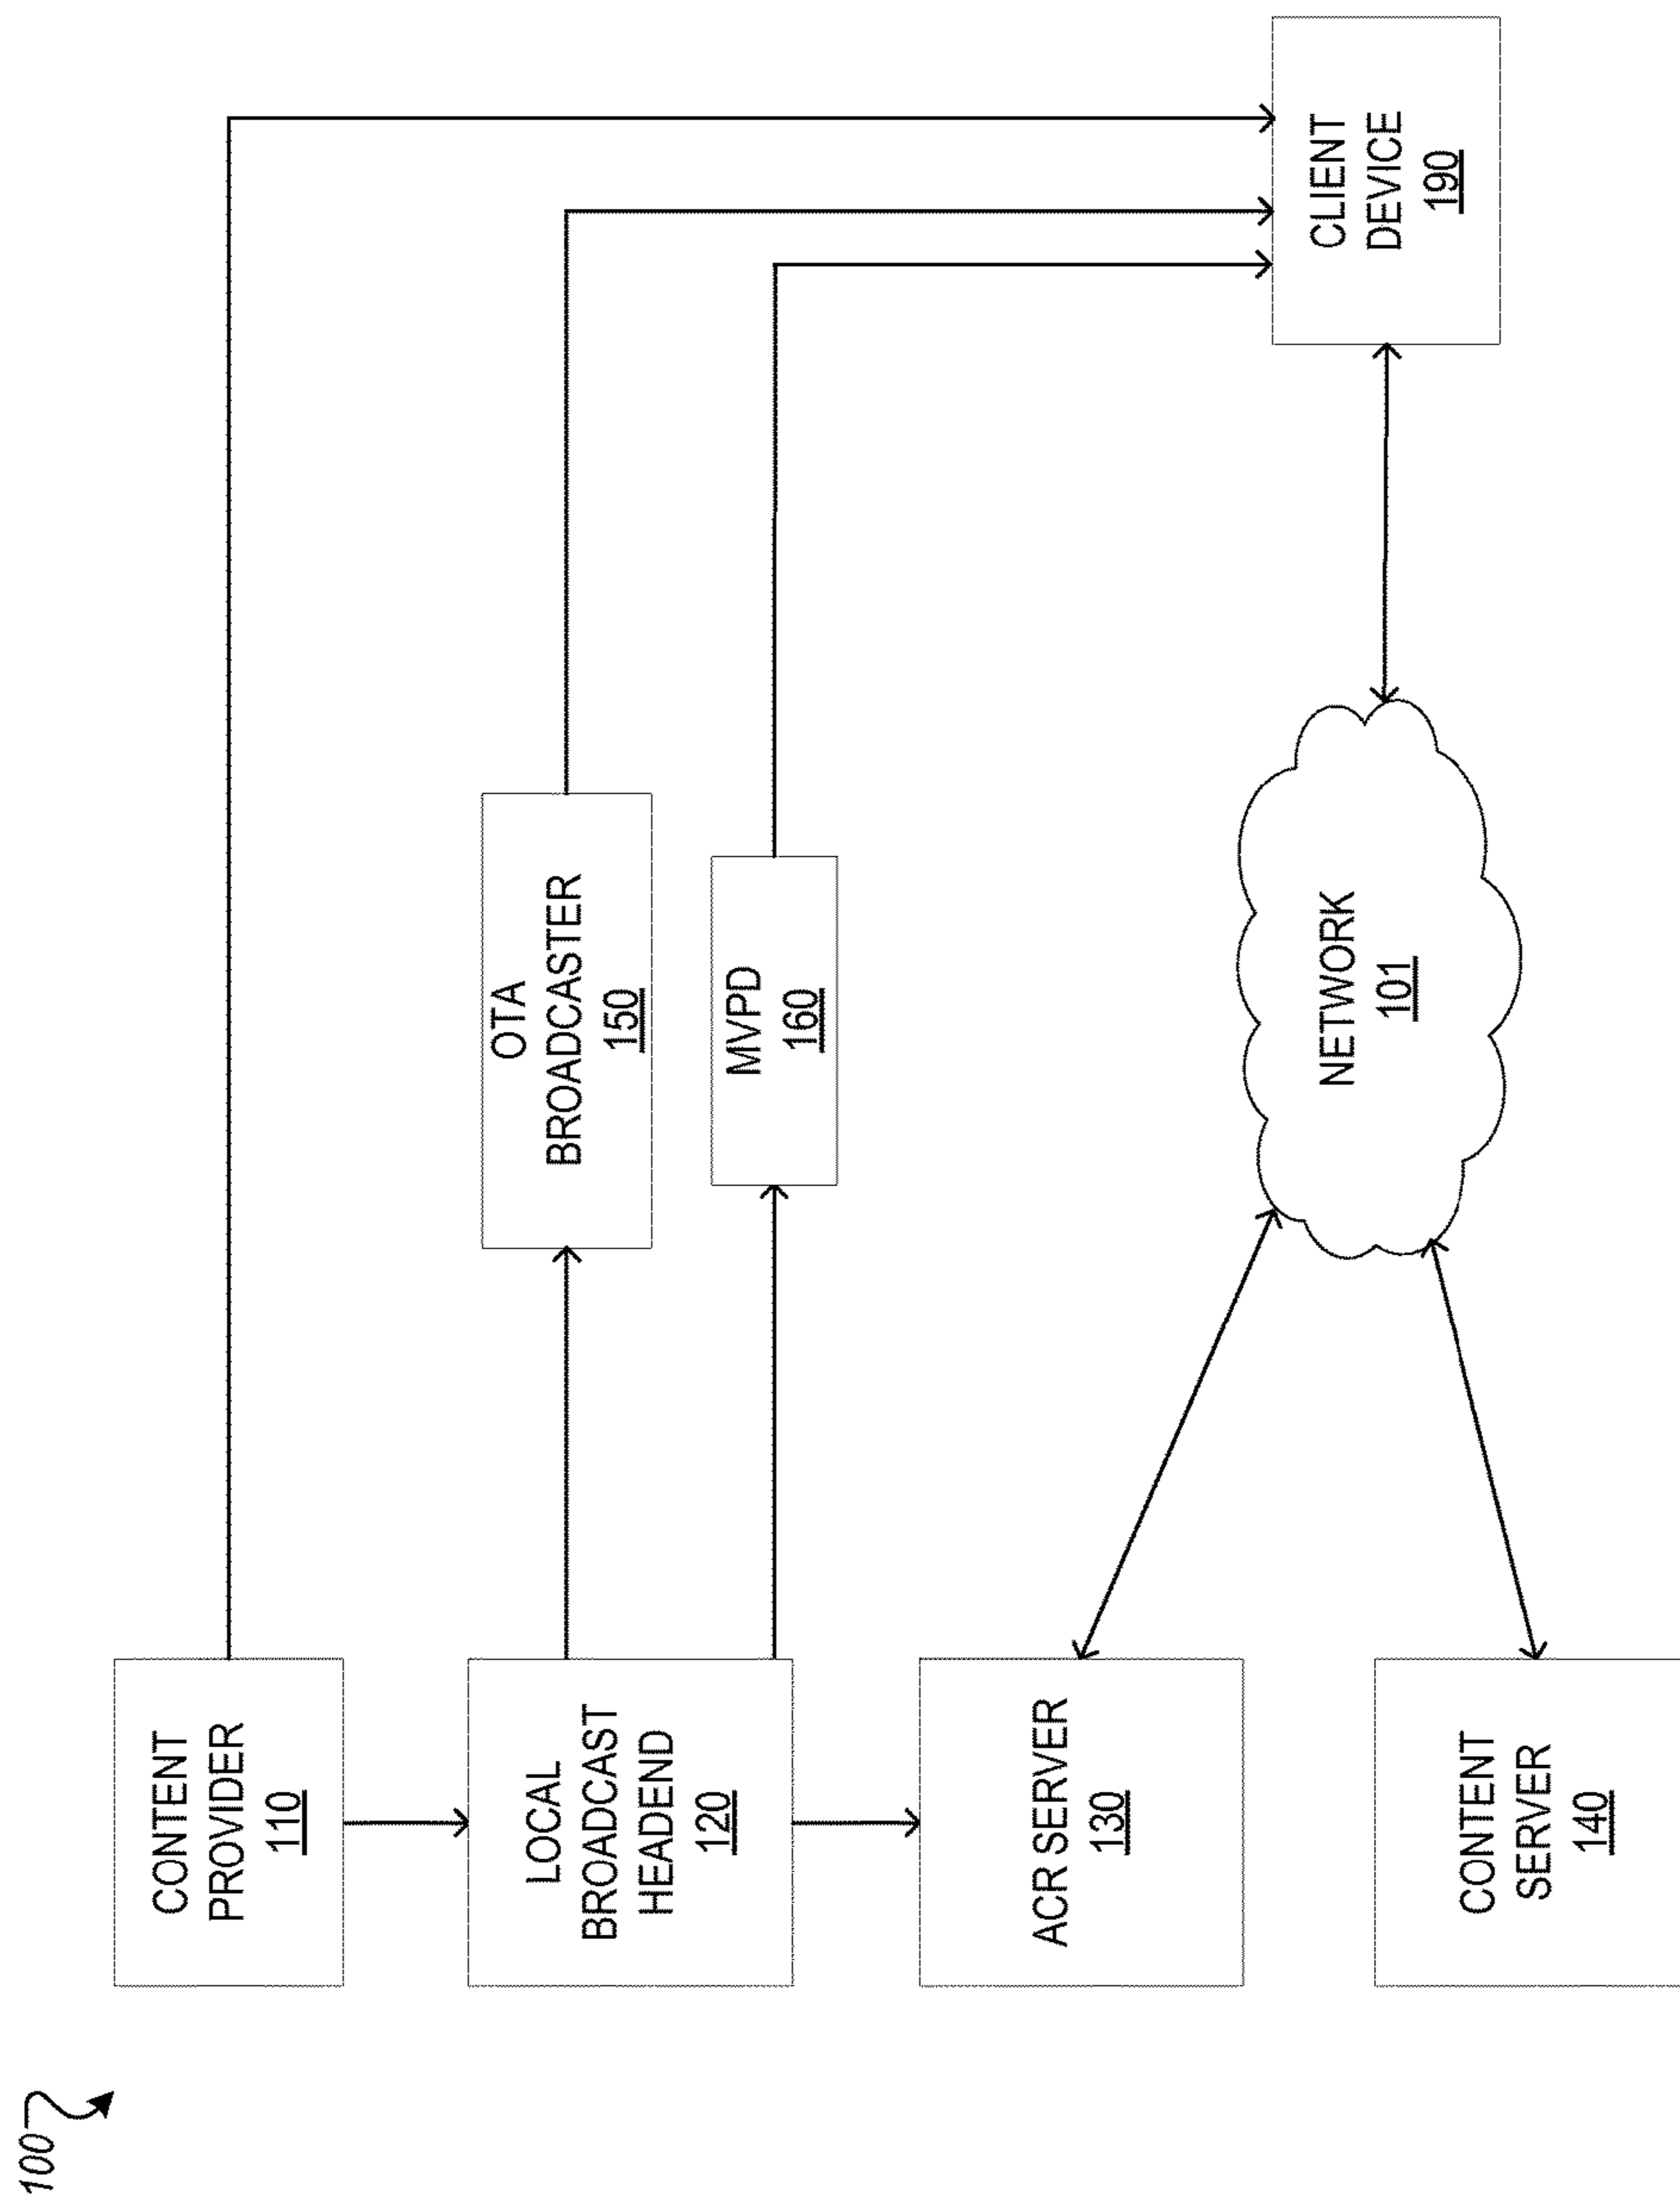 100
CONTENT
PROVIDER
110
LOCAL
BROADCAST
HEADEND
120
ACR SERVER
130
CONTENT
SERVER
140
OTA
BROADCASTER
150
MVPD
160
NETWORK
101
CLIENT
DEVICE
190